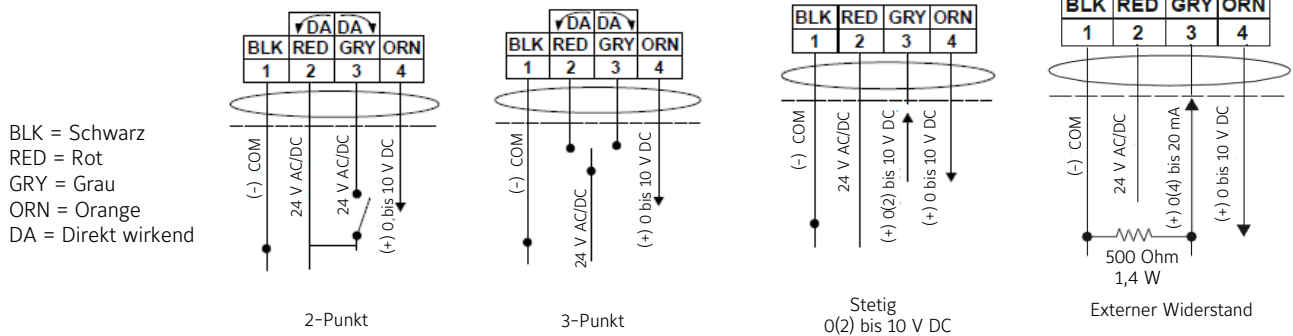 BLK = Schwarz
RED = Rot
GRY = Grau
ORN = Orange
DA = Direkt wirkend
DA DA
BLK RED GRY ORN
1 2 3 4
(-) COM
24 V AC/DC
24 V AC/DC
(+) 0 bis 10 V DC
2-Punkt
DA DA
BLK RED GRY ORN
1 2 3 4
(-) COM
24 V AC/DC
(+) 0 bis 10 V DC
3-Punkt
BLK RED GRY ORN
1 2 3 4
(-) COM
24 V AC/DC
(+) 0(2) bis 10 V DC
(+) 0 bis 10 V DC
Stetig
0(2) bis 10 V DC
BLK RED GRY ORN
1 2 3 4
(-) COM
24 V AC/DC
(+) 0(4) bis 20 mA
(+) 0 bis 10 V DC
500 Ohm
1,4 W
Externer Widerstand